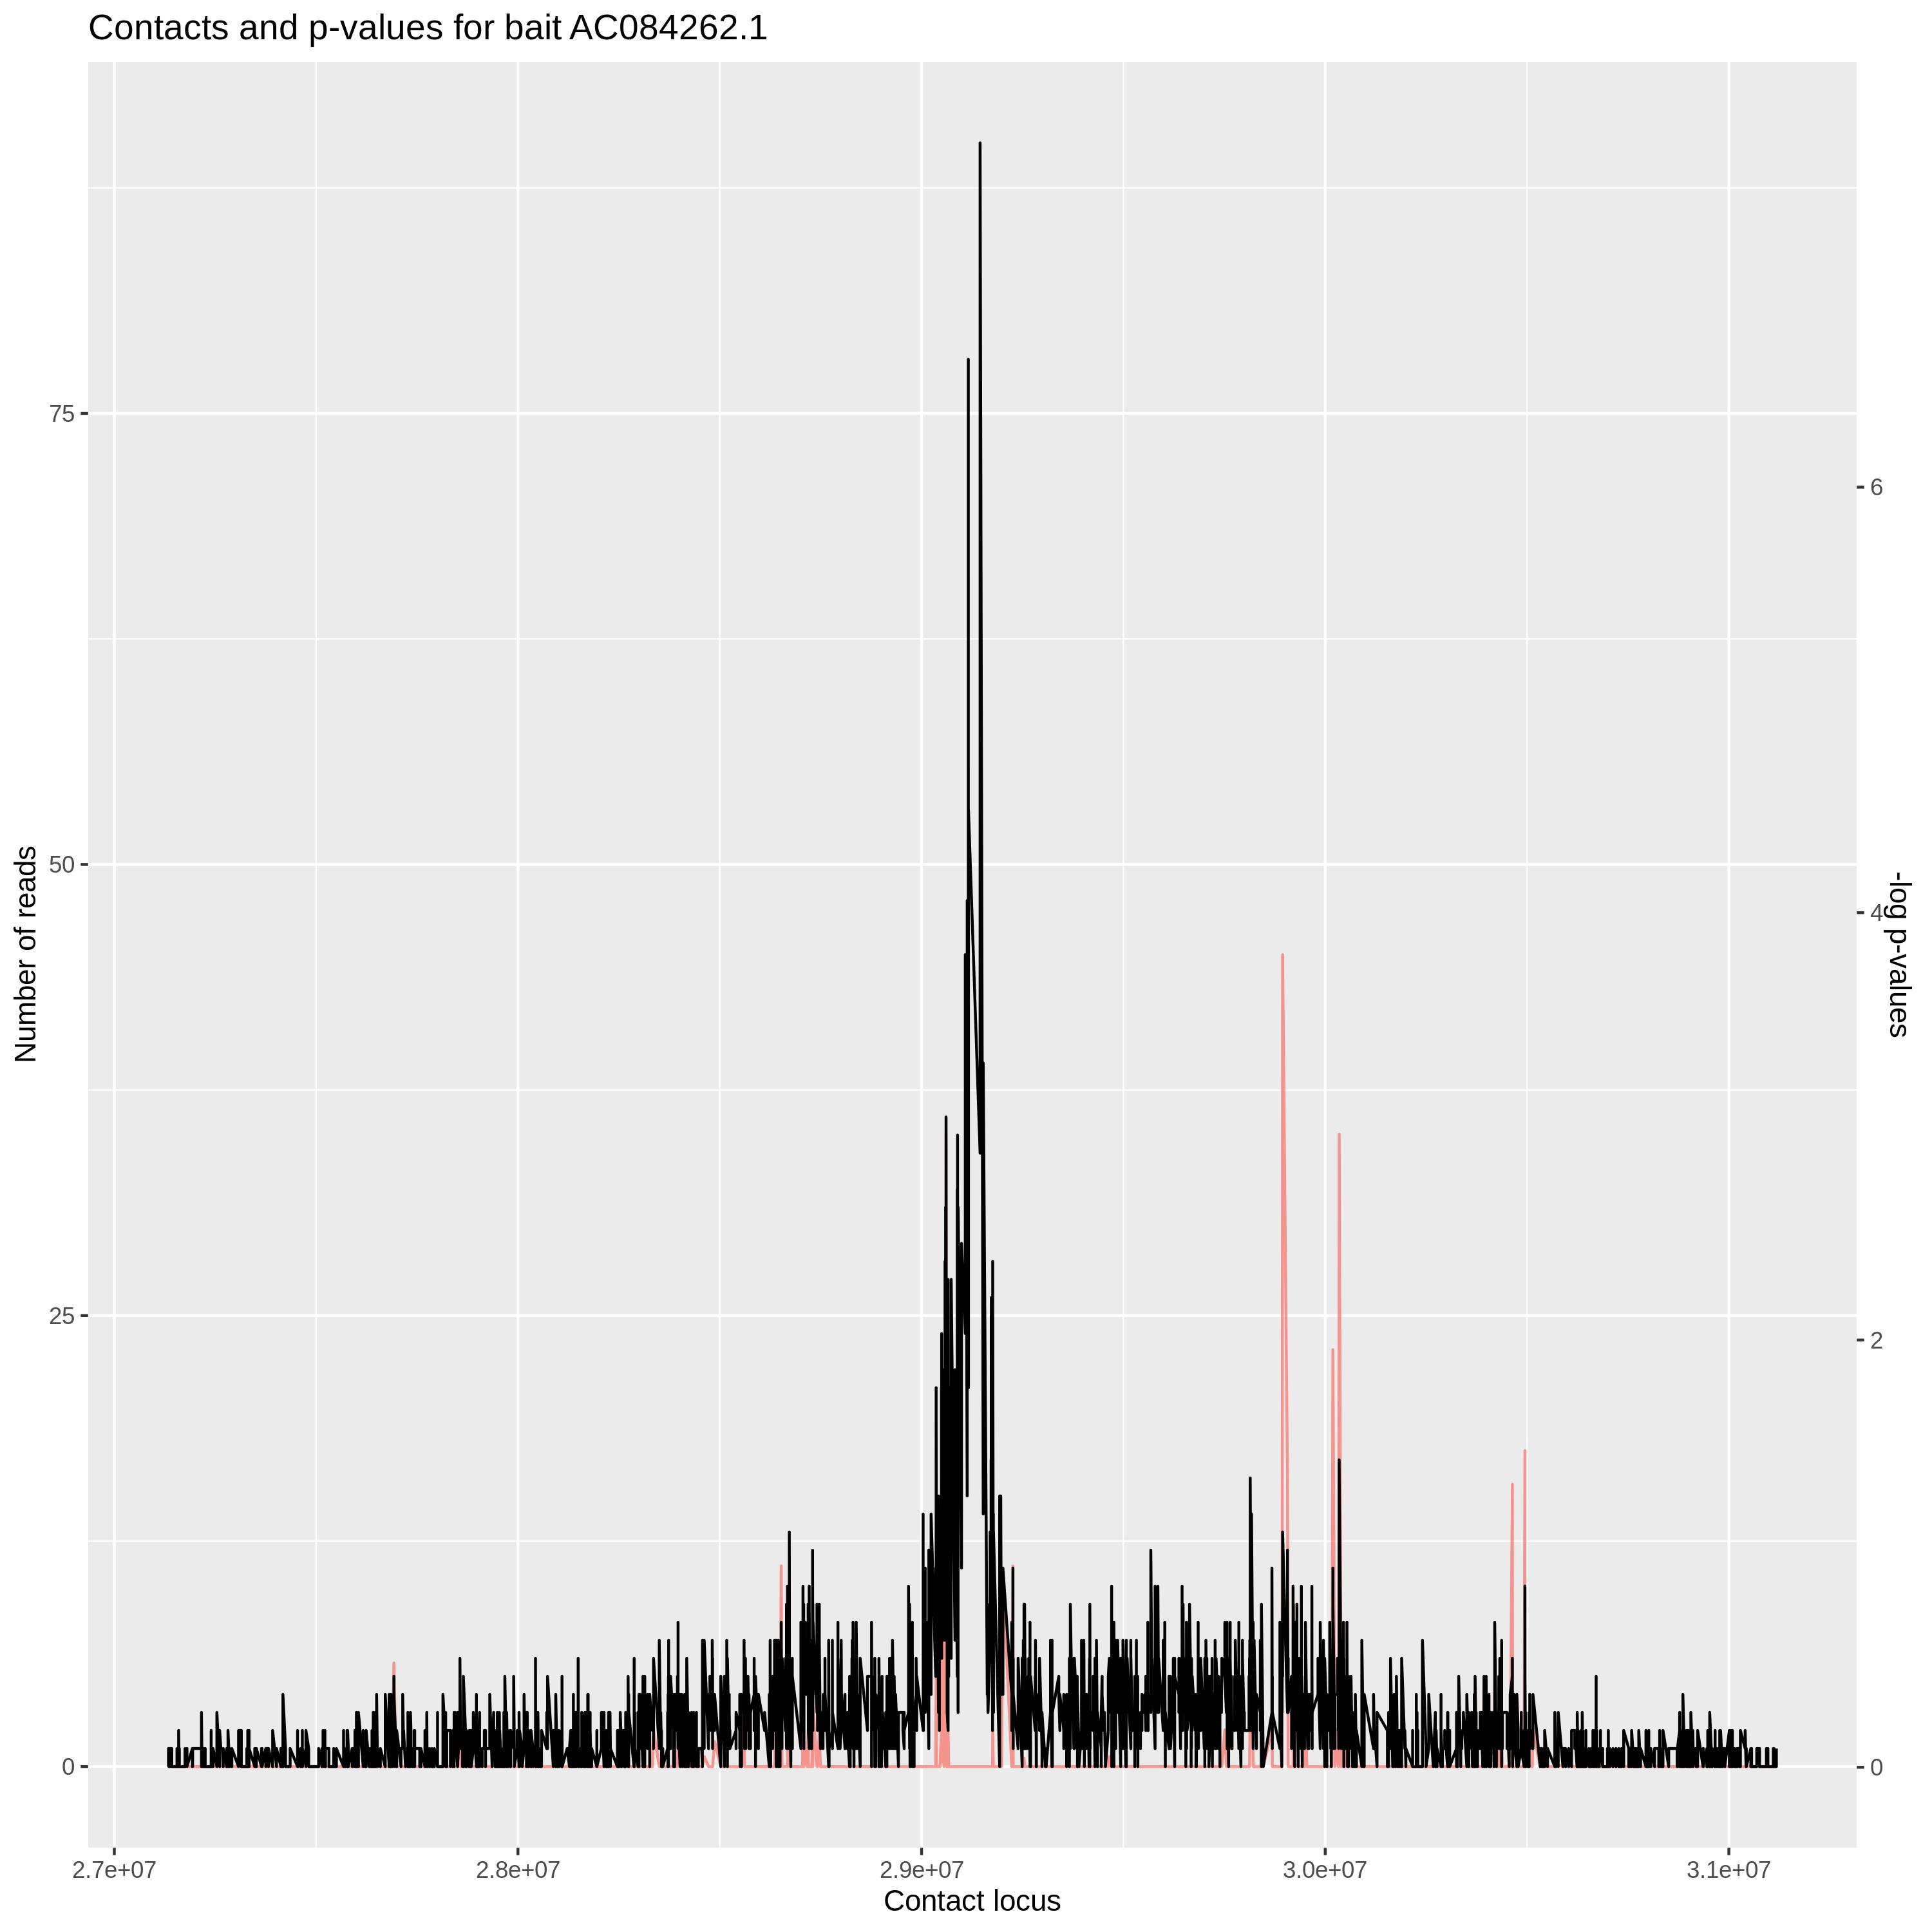 Contacts and p-values for bait AC084262.1
75
50
25
0
Number of reads
6
4
2
0
-log p-values
2.7e+07 2.8e+07 2.9e+07 3.0e+07 3.1e+07
Contact locus